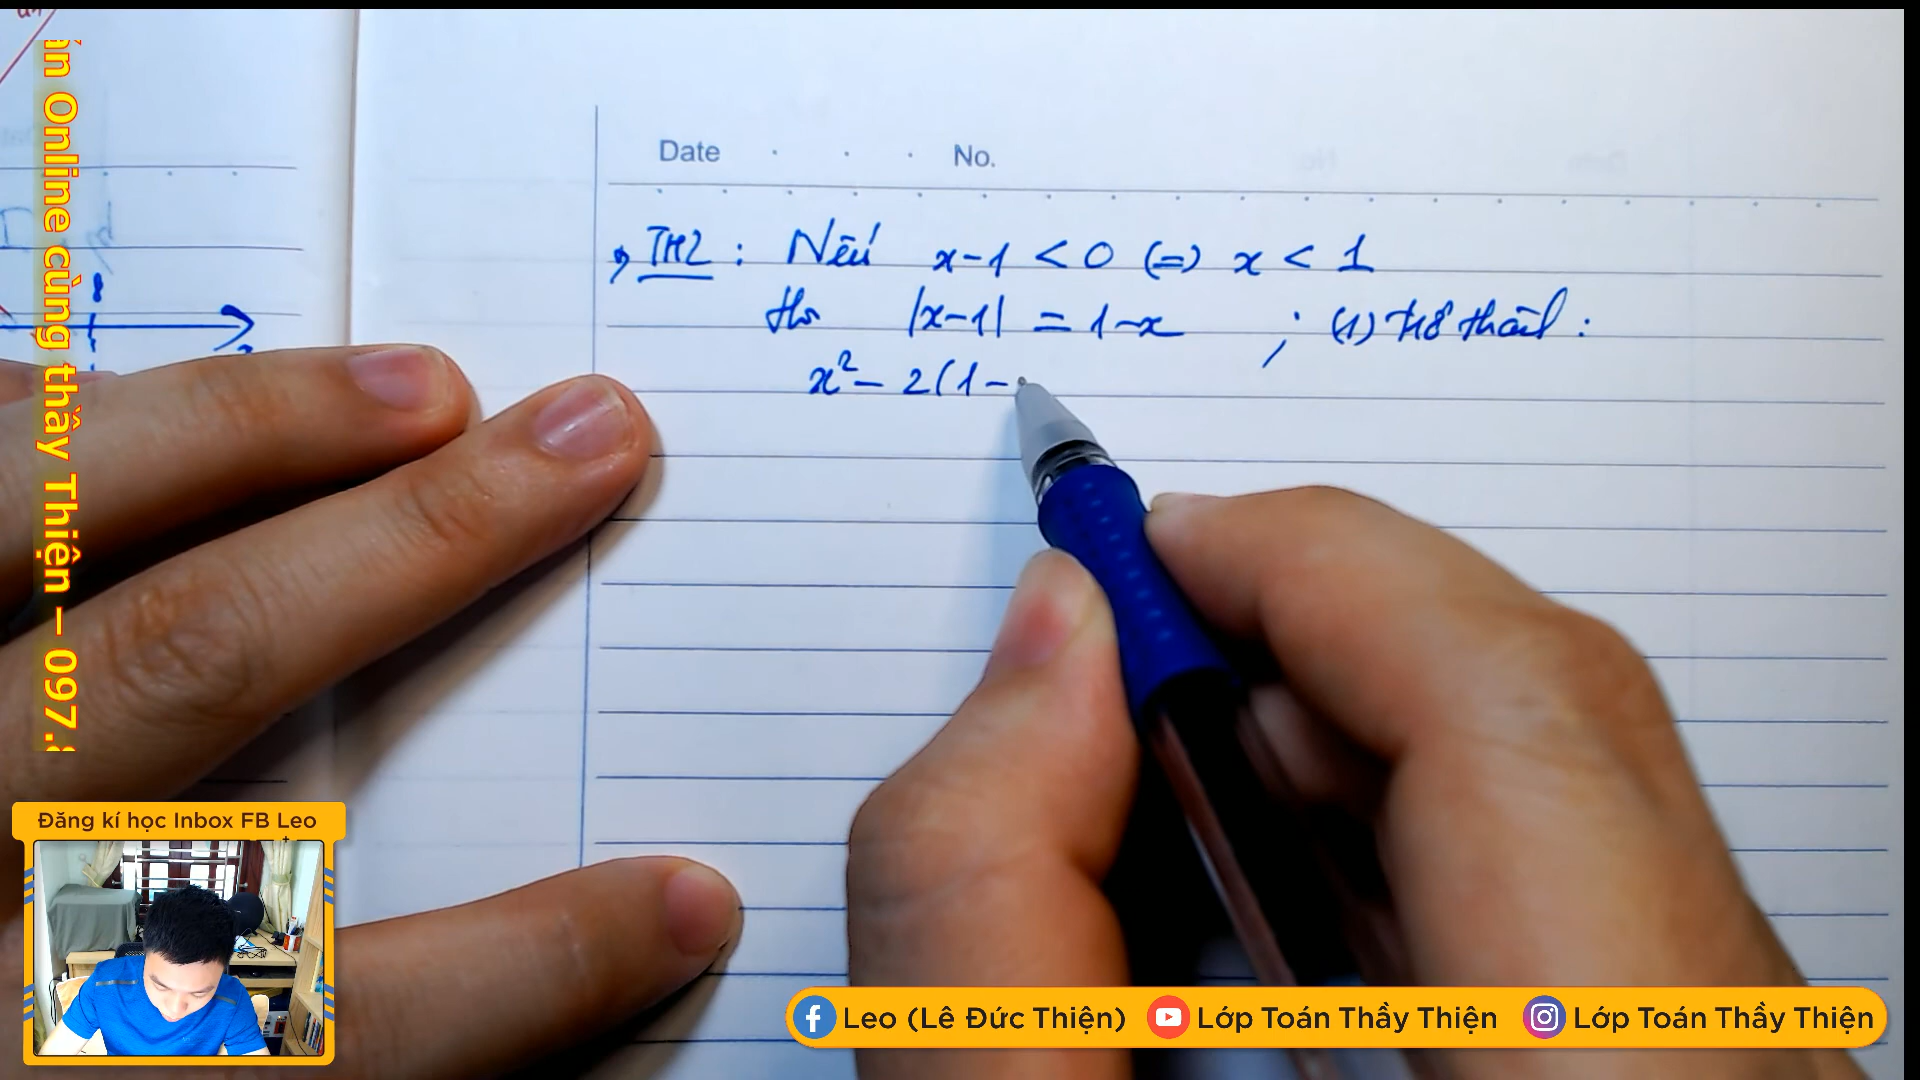 án Online cùng thầy Thiện – 097.8
Date . . . No.
TH2 : Nếu x-1 < 0 (=) x < 1
thì |x-1| = 1-x ; (1) trở thành :
x² - 2(1-
Đăng kí học Inbox FB Leo
Leo (Lê Đức Thiện) Lớp Toán Thầy Thiện Lớp Toán Thầy Thiện